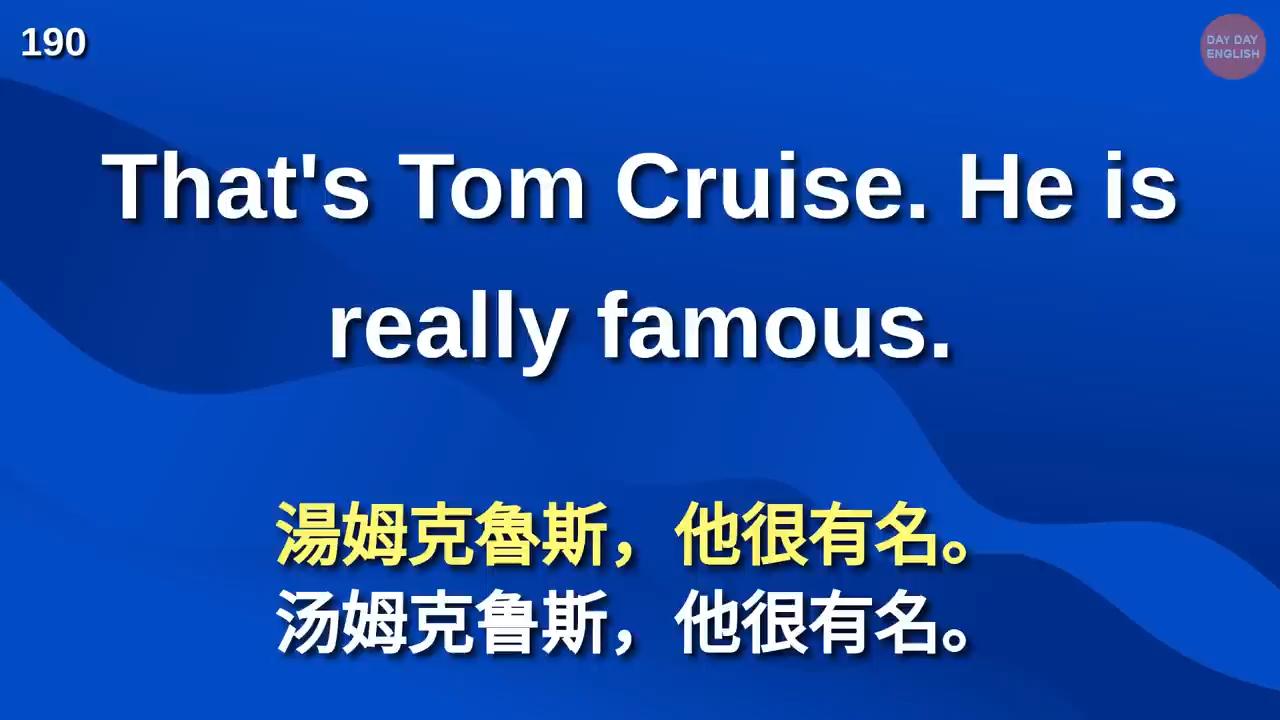 190
DAY DAY
ENGLISH
That's Tom Cruise. He is
really famous.
湯姆克魯斯，他很有名。
汤姆克鲁斯，他很有名。